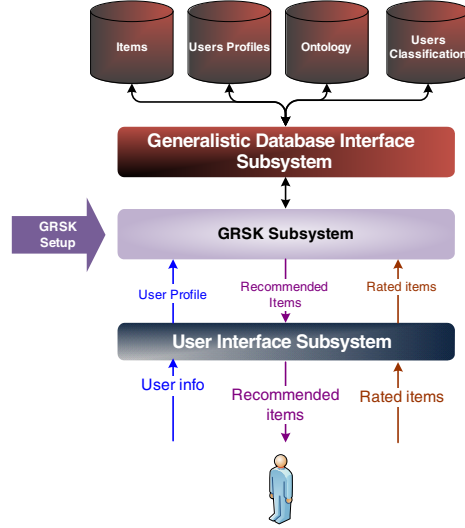 Items
Users Profiles
Ontology
Users
Classification
Generalistic Database Interface
Subsystem
GRSK
Setup
GRSK Subsystem
User Profile
Recommended
Items
Rated items
User Interface Subsystem
User info
Recommended
items
Rated items